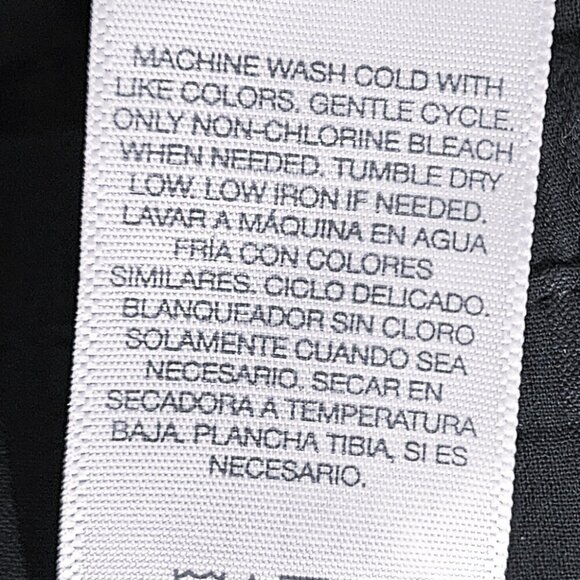 MACHINE WASH COLD WITH
LIKE COLORS. GENTLE CYCLE.
ONLY NON-CHLORINE BLEACH
WHEN NEEDED. TUMBLE DRY
LOW. LOW IRON IF NEEDED.
LAVAR A MÁQUINA EN AGUA
FRÍA CON COLORES
SIMILARES. CICLO DELICADO.
BLANQUEADOR SIN CLORO
SOLAMENTE CUANDO SEA
NECESARIO. SECAR EN
SECADORA A TEMPERATURA
BAJA. PLANCHA TIBIA, SI ES
NECESARIO.